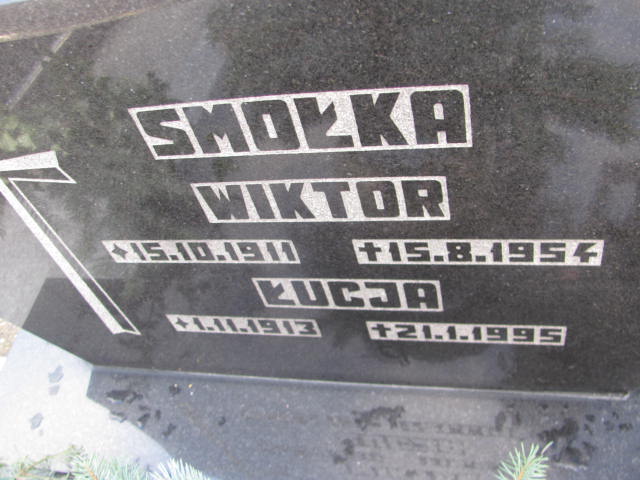 SMOŁKA
WIKTOR
✦15.10.1911 ✝15.8.1954
ŁUCJA
✦1.11.1913 ✝21.1.1995